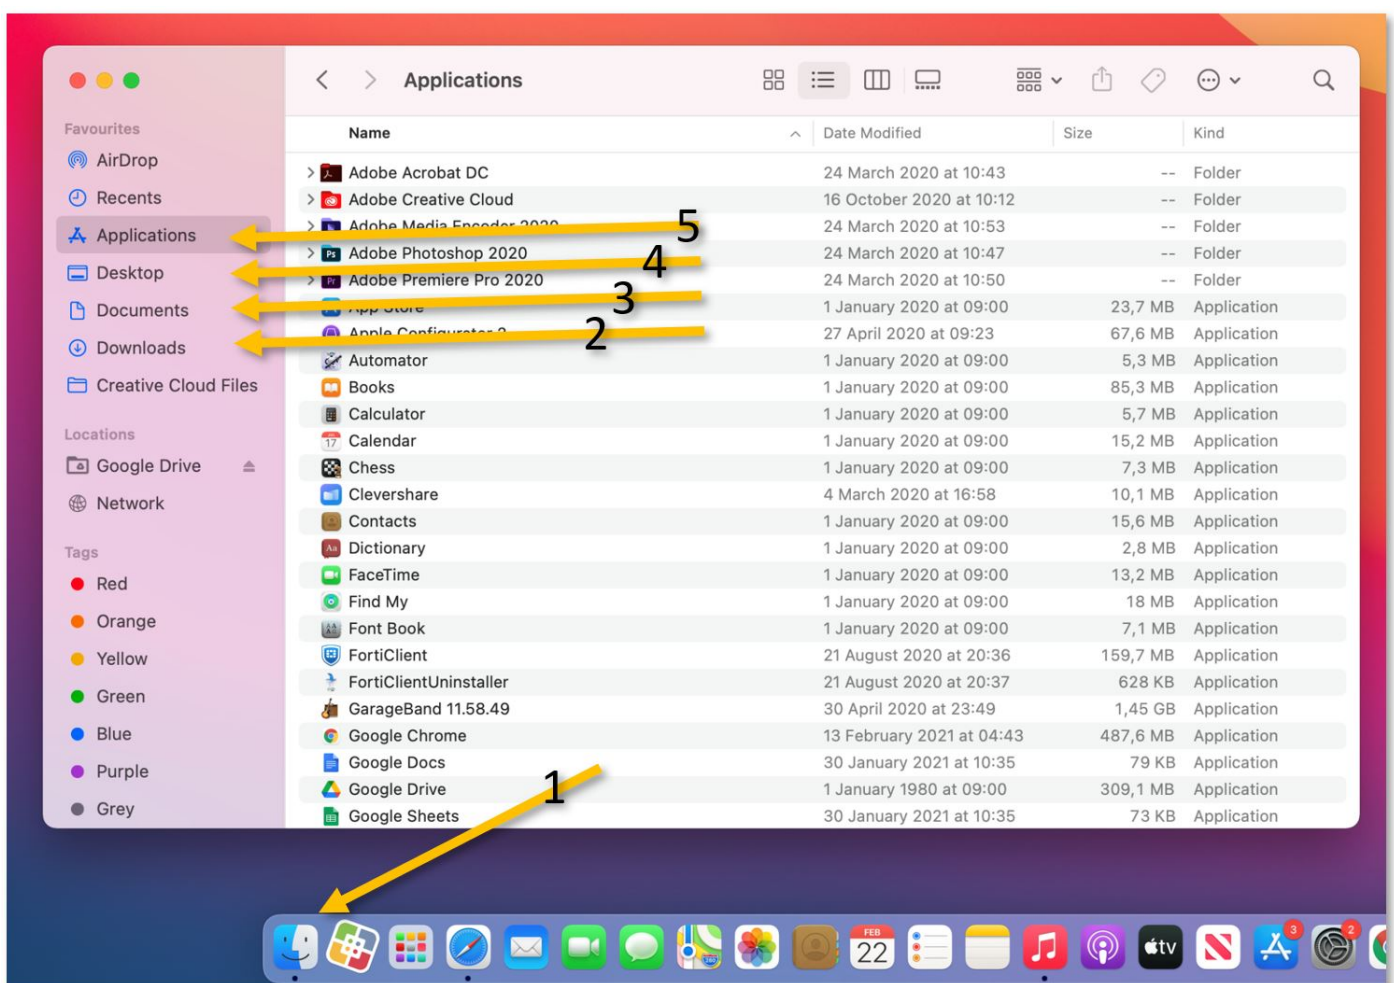 Applications
Favourites
AirDrop
Recents
Applications
Desktop
Documents
Downloads
Creative Cloud Files
Locations
Google Drive
Network
Tags
Red
Orange
Yellow
Green
Blue
Purple
Grey
Name Date Modified Size Kind
Adobe Acrobat DC 24 March 2020 at 10:43 -- Folder
Adobe Creative Cloud 16 October 2020 at 10:12 -- Folder
Adobe Media Encoder 2020 24 March 2020 at 10:53 -- Folder
Ps Adobe Photoshop 2020 24 March 2020 at 10:47 -- Folder
Pr Adobe Premiere Pro 2020 24 March 2020 at 10:50 -- Folder
App Store 1 January 2020 at 09:00 23,7 MB Application
Apple Configurator 2 27 April 2020 at 09:23 67,6 MB Application
Automator 1 January 2020 at 09:00 5,3 MB Application
Books 1 January 2020 at 09:00 85,3 MB Application
Calculator 1 January 2020 at 09:00 5,7 MB Application
17 Calendar 1 January 2020 at 09:00 15,2 MB Application
Chess 1 January 2020 at 09:00 7,3 MB Application
Clevershare 4 March 2020 at 16:58 10,1 MB Application
Contacts 1 January 2020 at 09:00 15,6 MB Application
Aa Dictionary 1 January 2020 at 09:00 2,8 MB Application
FaceTime 1 January 2020 at 09:00 13,2 MB Application
Find My 1 January 2020 at 09:00 18 MB Application
Font Book 1 January 2020 at 09:00 7,1 MB Application
FortiClient 21 August 2020 at 20:36 159,7 MB Application
FortiClientUninstaller 21 August 2020 at 20:37 628 KB Application
GarageBand 11.58.49 30 April 2020 at 23:49 1,45 GB Application
Google Chrome 13 February 2021 at 04:43 487,6 MB Application
Google Docs 30 January 2021 at 10:35 79 KB Application
Google Drive 1 January 1980 at 09:00 309,1 MB Application
Google Sheets 30 January 2021 at 10:35 73 KB Application
5
4
3
2
1
FEB
22
tv
3
2